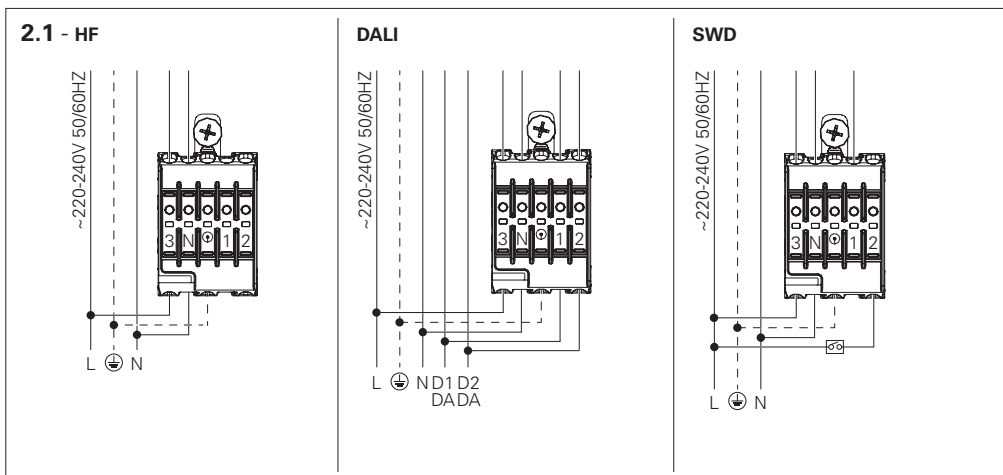 2.1 - HF
~220-240V 50/60HZ
3 N 1 2
L N
DALI
~220-240V 50/60HZ
3 N 1 2
L N D1 D2
DA DA
SWD
~220-240V 50/60HZ
3 N 1 2
L N